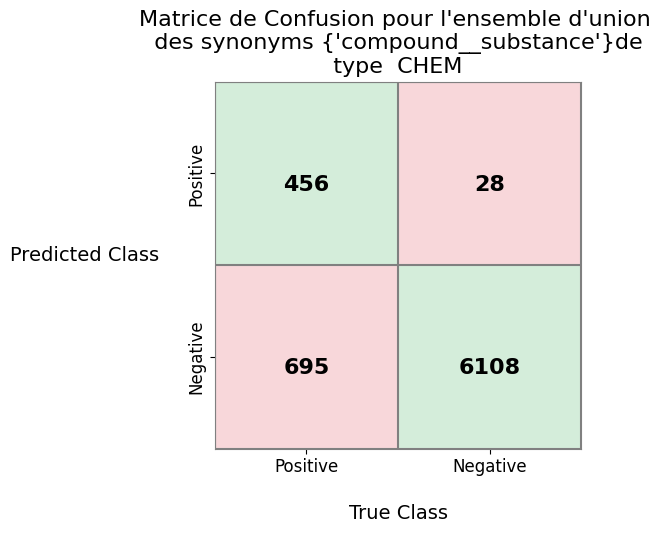 Matrice de Confusion pour l'ensemble d'union
des synonyms {'compound__substance'}de
type  CHEM
Positive
456
28
Predicted Class
Negative
695
6108
Positive
Negative
True Class